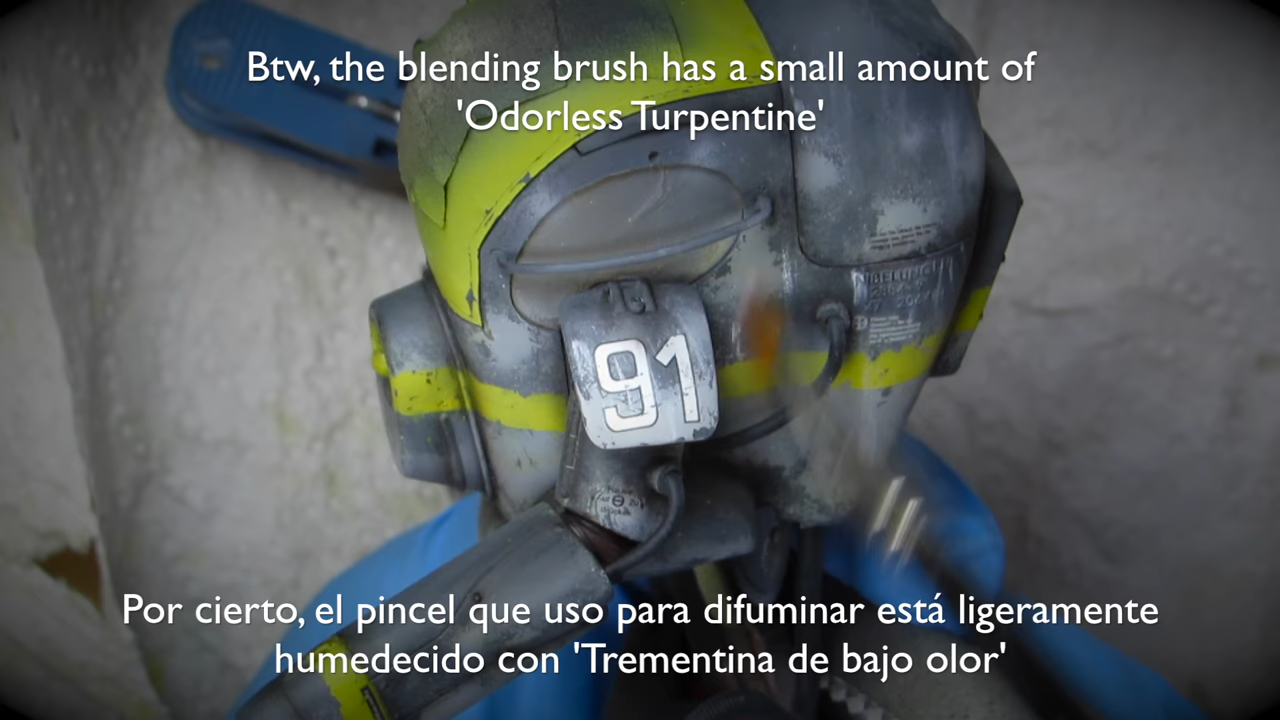 Btw, the blending brush has a small amount of
'Odorless Turpentine'
91
Por cierto, el pincel que uso para difuminar está ligeramente
humedecido con 'Trementina de bajo olor'